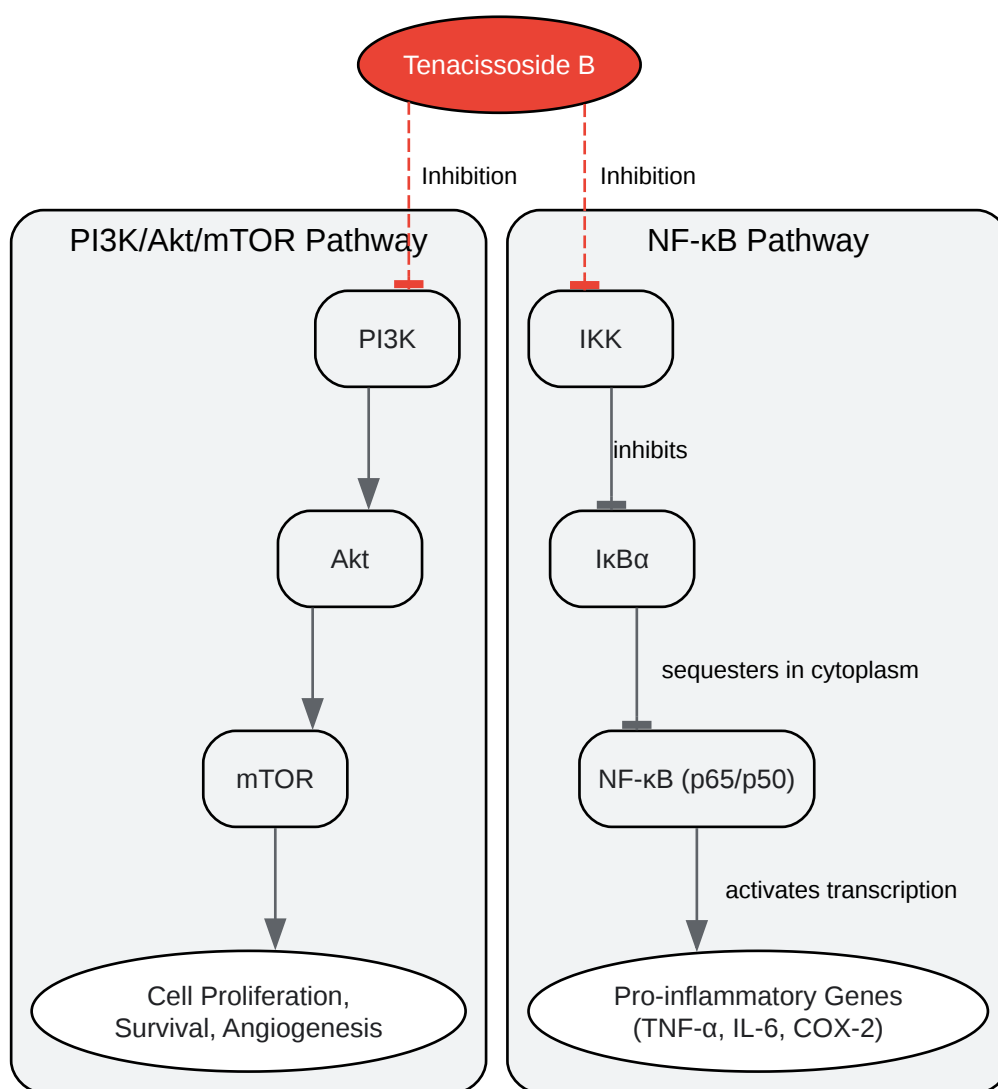 Tenacissoside B
Inhibition
Inhibition
PI3K/Akt/mTOR Pathway
NF-κB Pathway
PI3K
IKK
inhibits
Akt
IκBα
sequesters in cytoplasm
mTOR
NF-κB (p65/p50)
activates transcription
Cell Proliferation,
Survival, Angiogenesis
Pro-inflammatory Genes
(TNF-α, IL-6, COX-2)